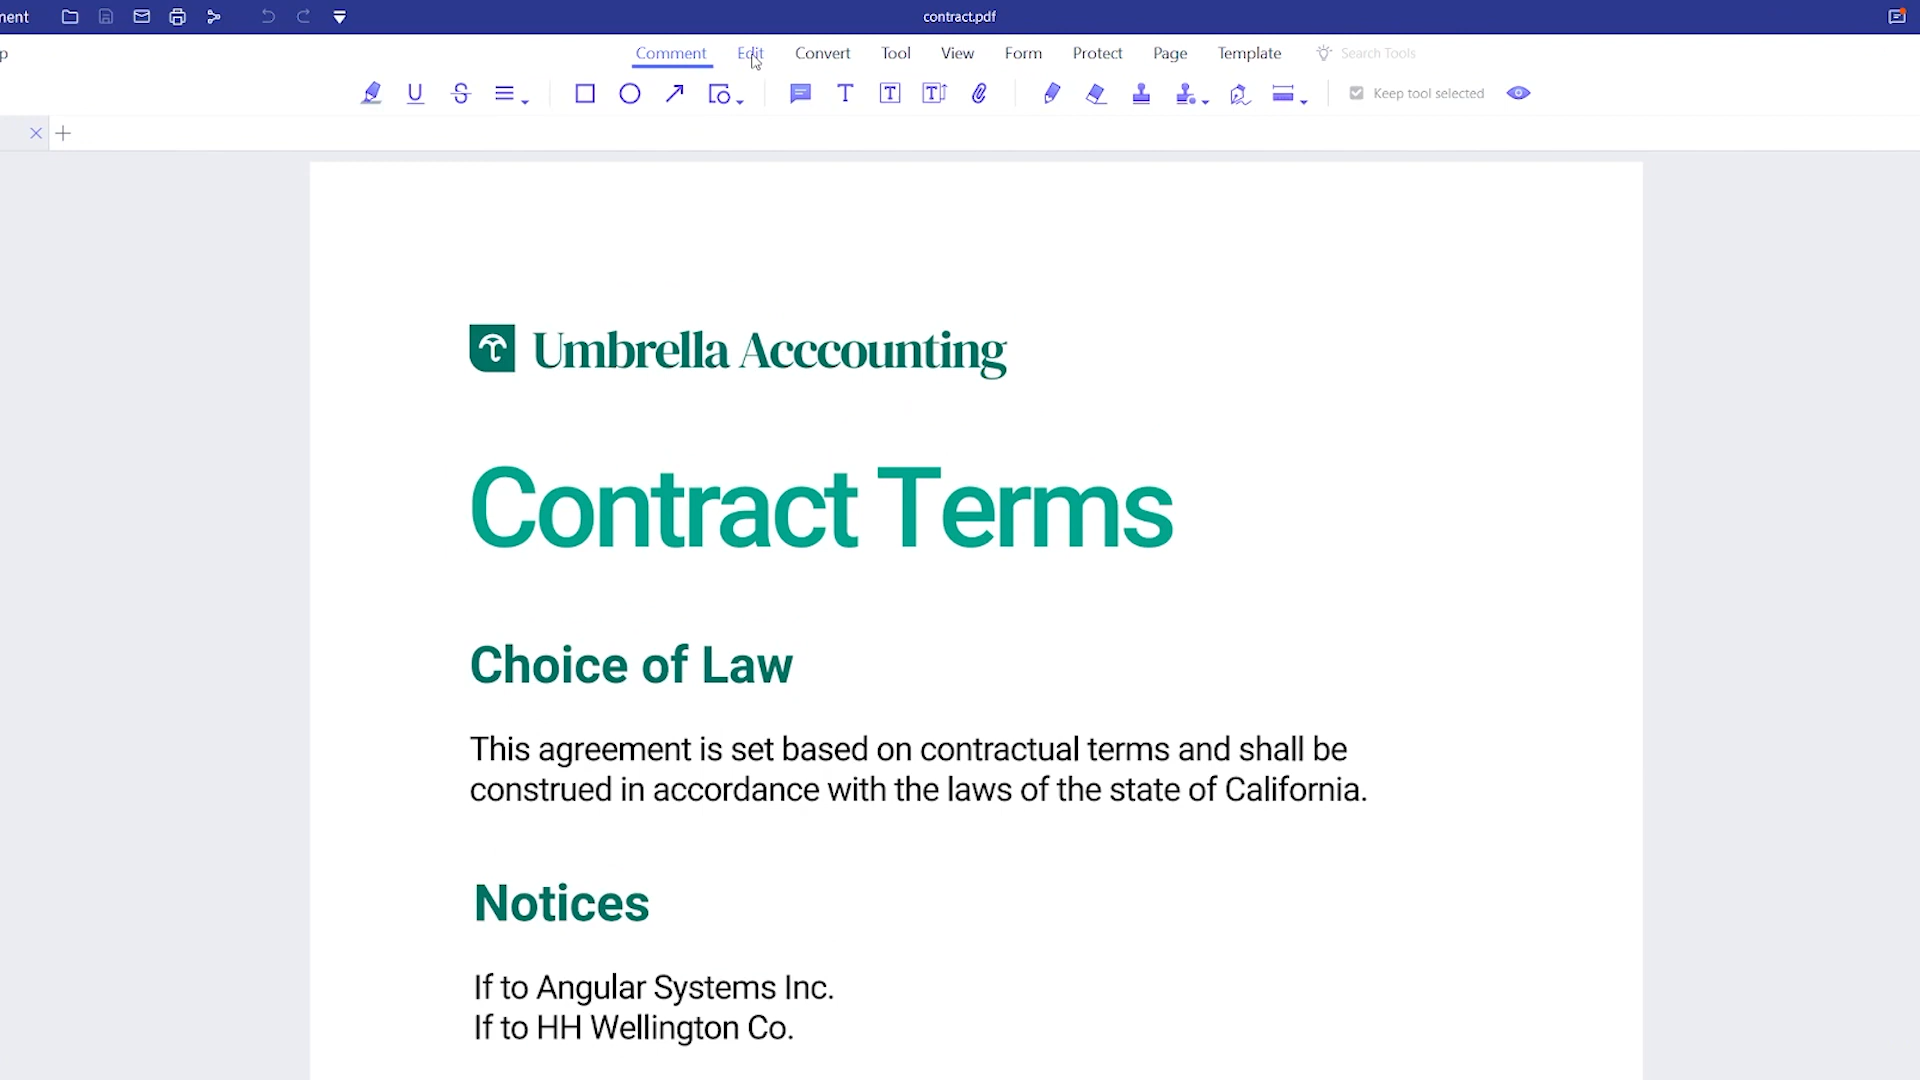 ment
contract.pdf
p
Comment Edit Convert Tool View Form Protect Page Template Search Tools
Keep tool selected
Umbrella Acccounting
Contract Terms
Choice of Law
This agreement is set based on contractual terms and shall be
construed in accordance with the laws of the state of California.
Notices
If to Angular Systems Inc.
If to HH Wellington Co.